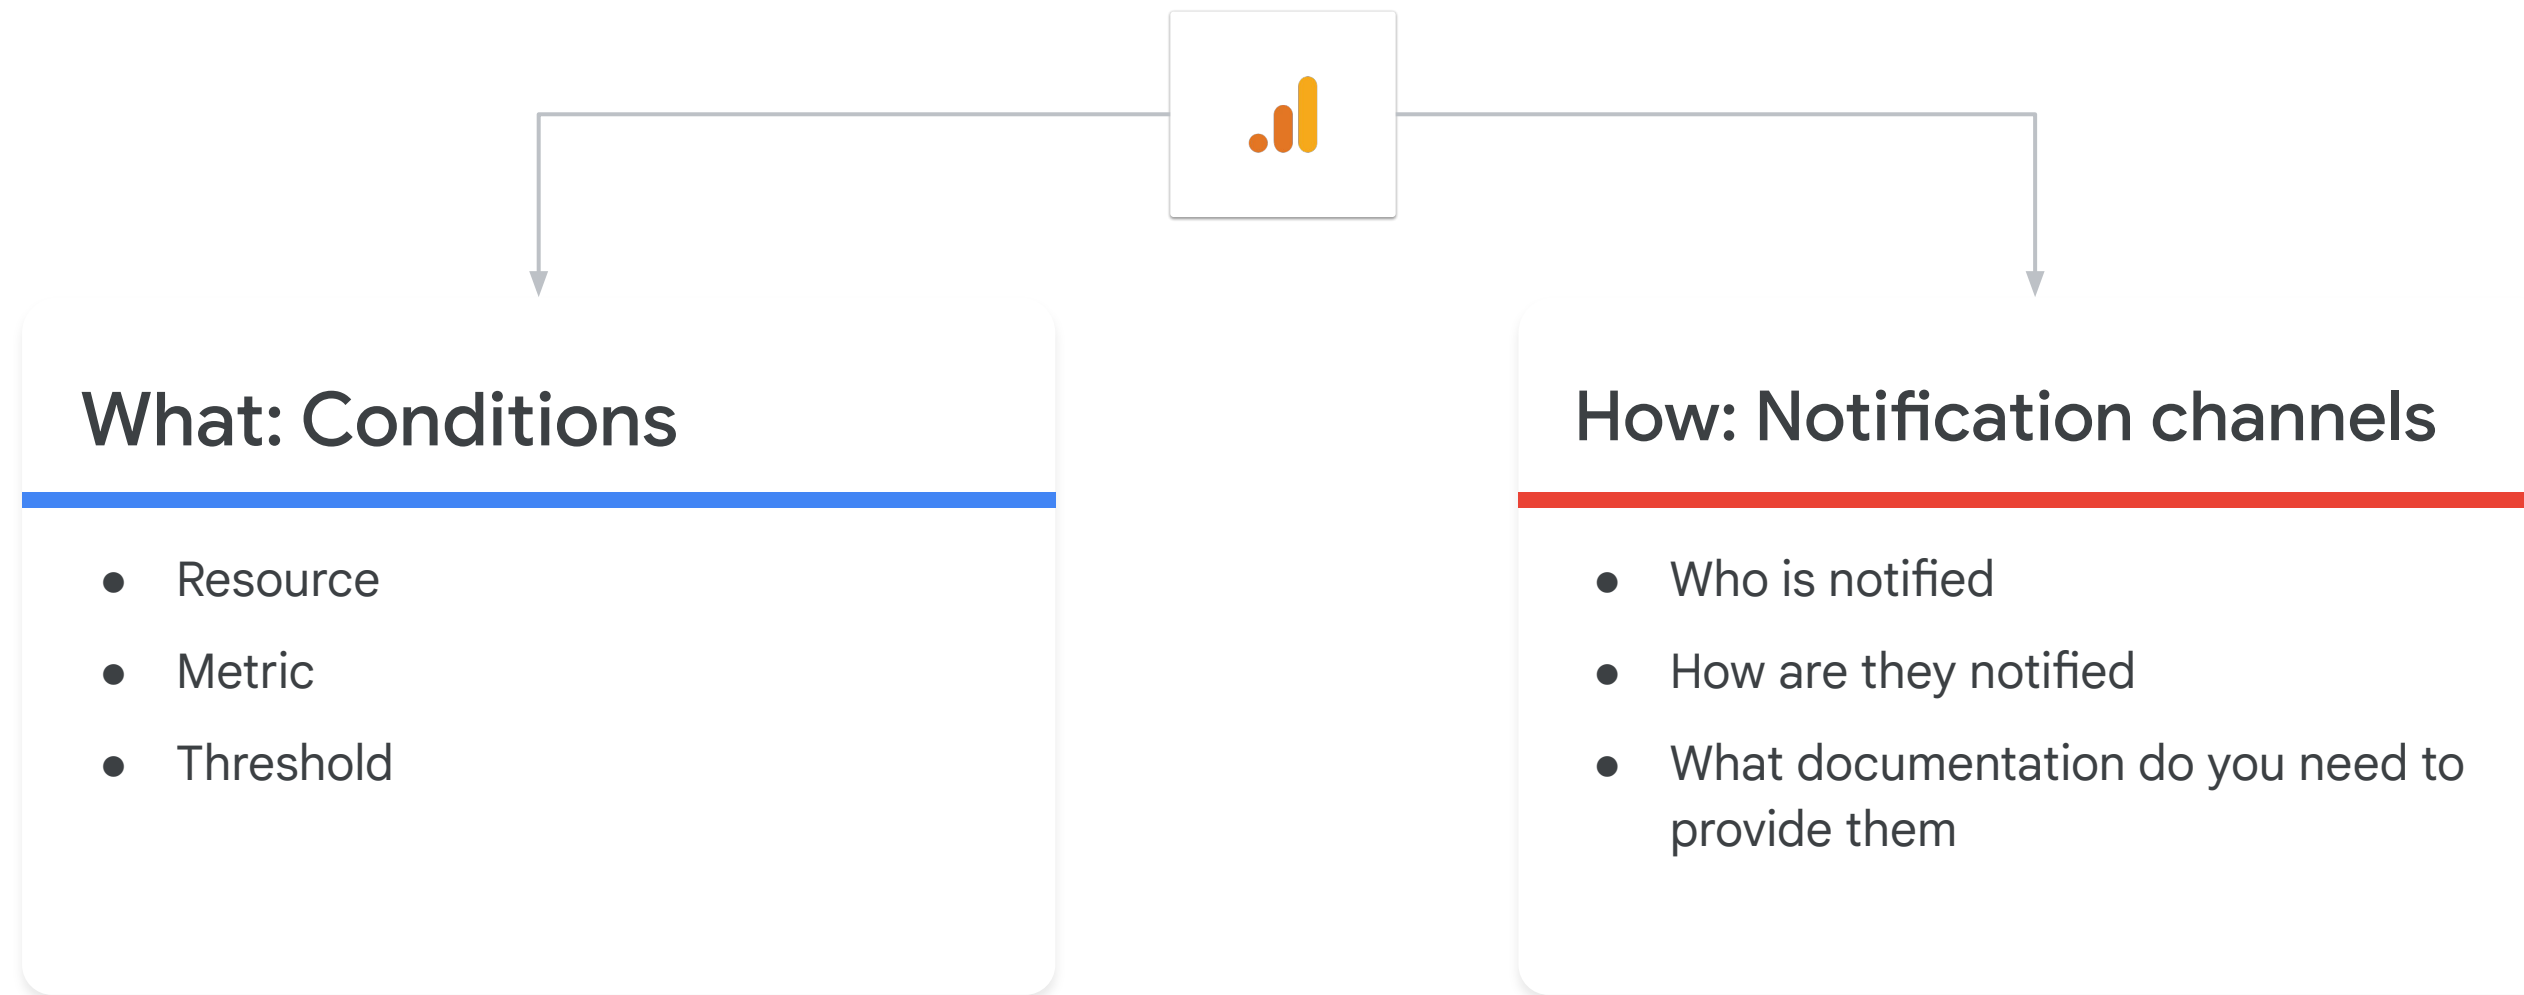 What: Conditions
● Resource
● Metric
● Threshold
How: Notification channels
● Who is notified
● How are they notified
● What documentation do you need to
provide them